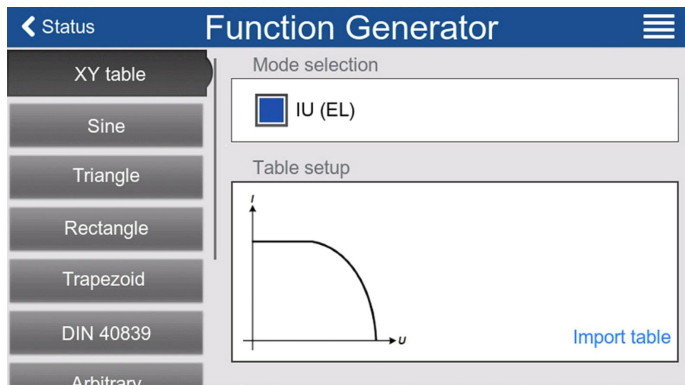 Status
Function Generator
XY table
Sine
Triangle
Rectangle
Trapezoid
DIN 40839
Arbitrary
Mode selection
IU (EL)
Table setup
I
U
Import table